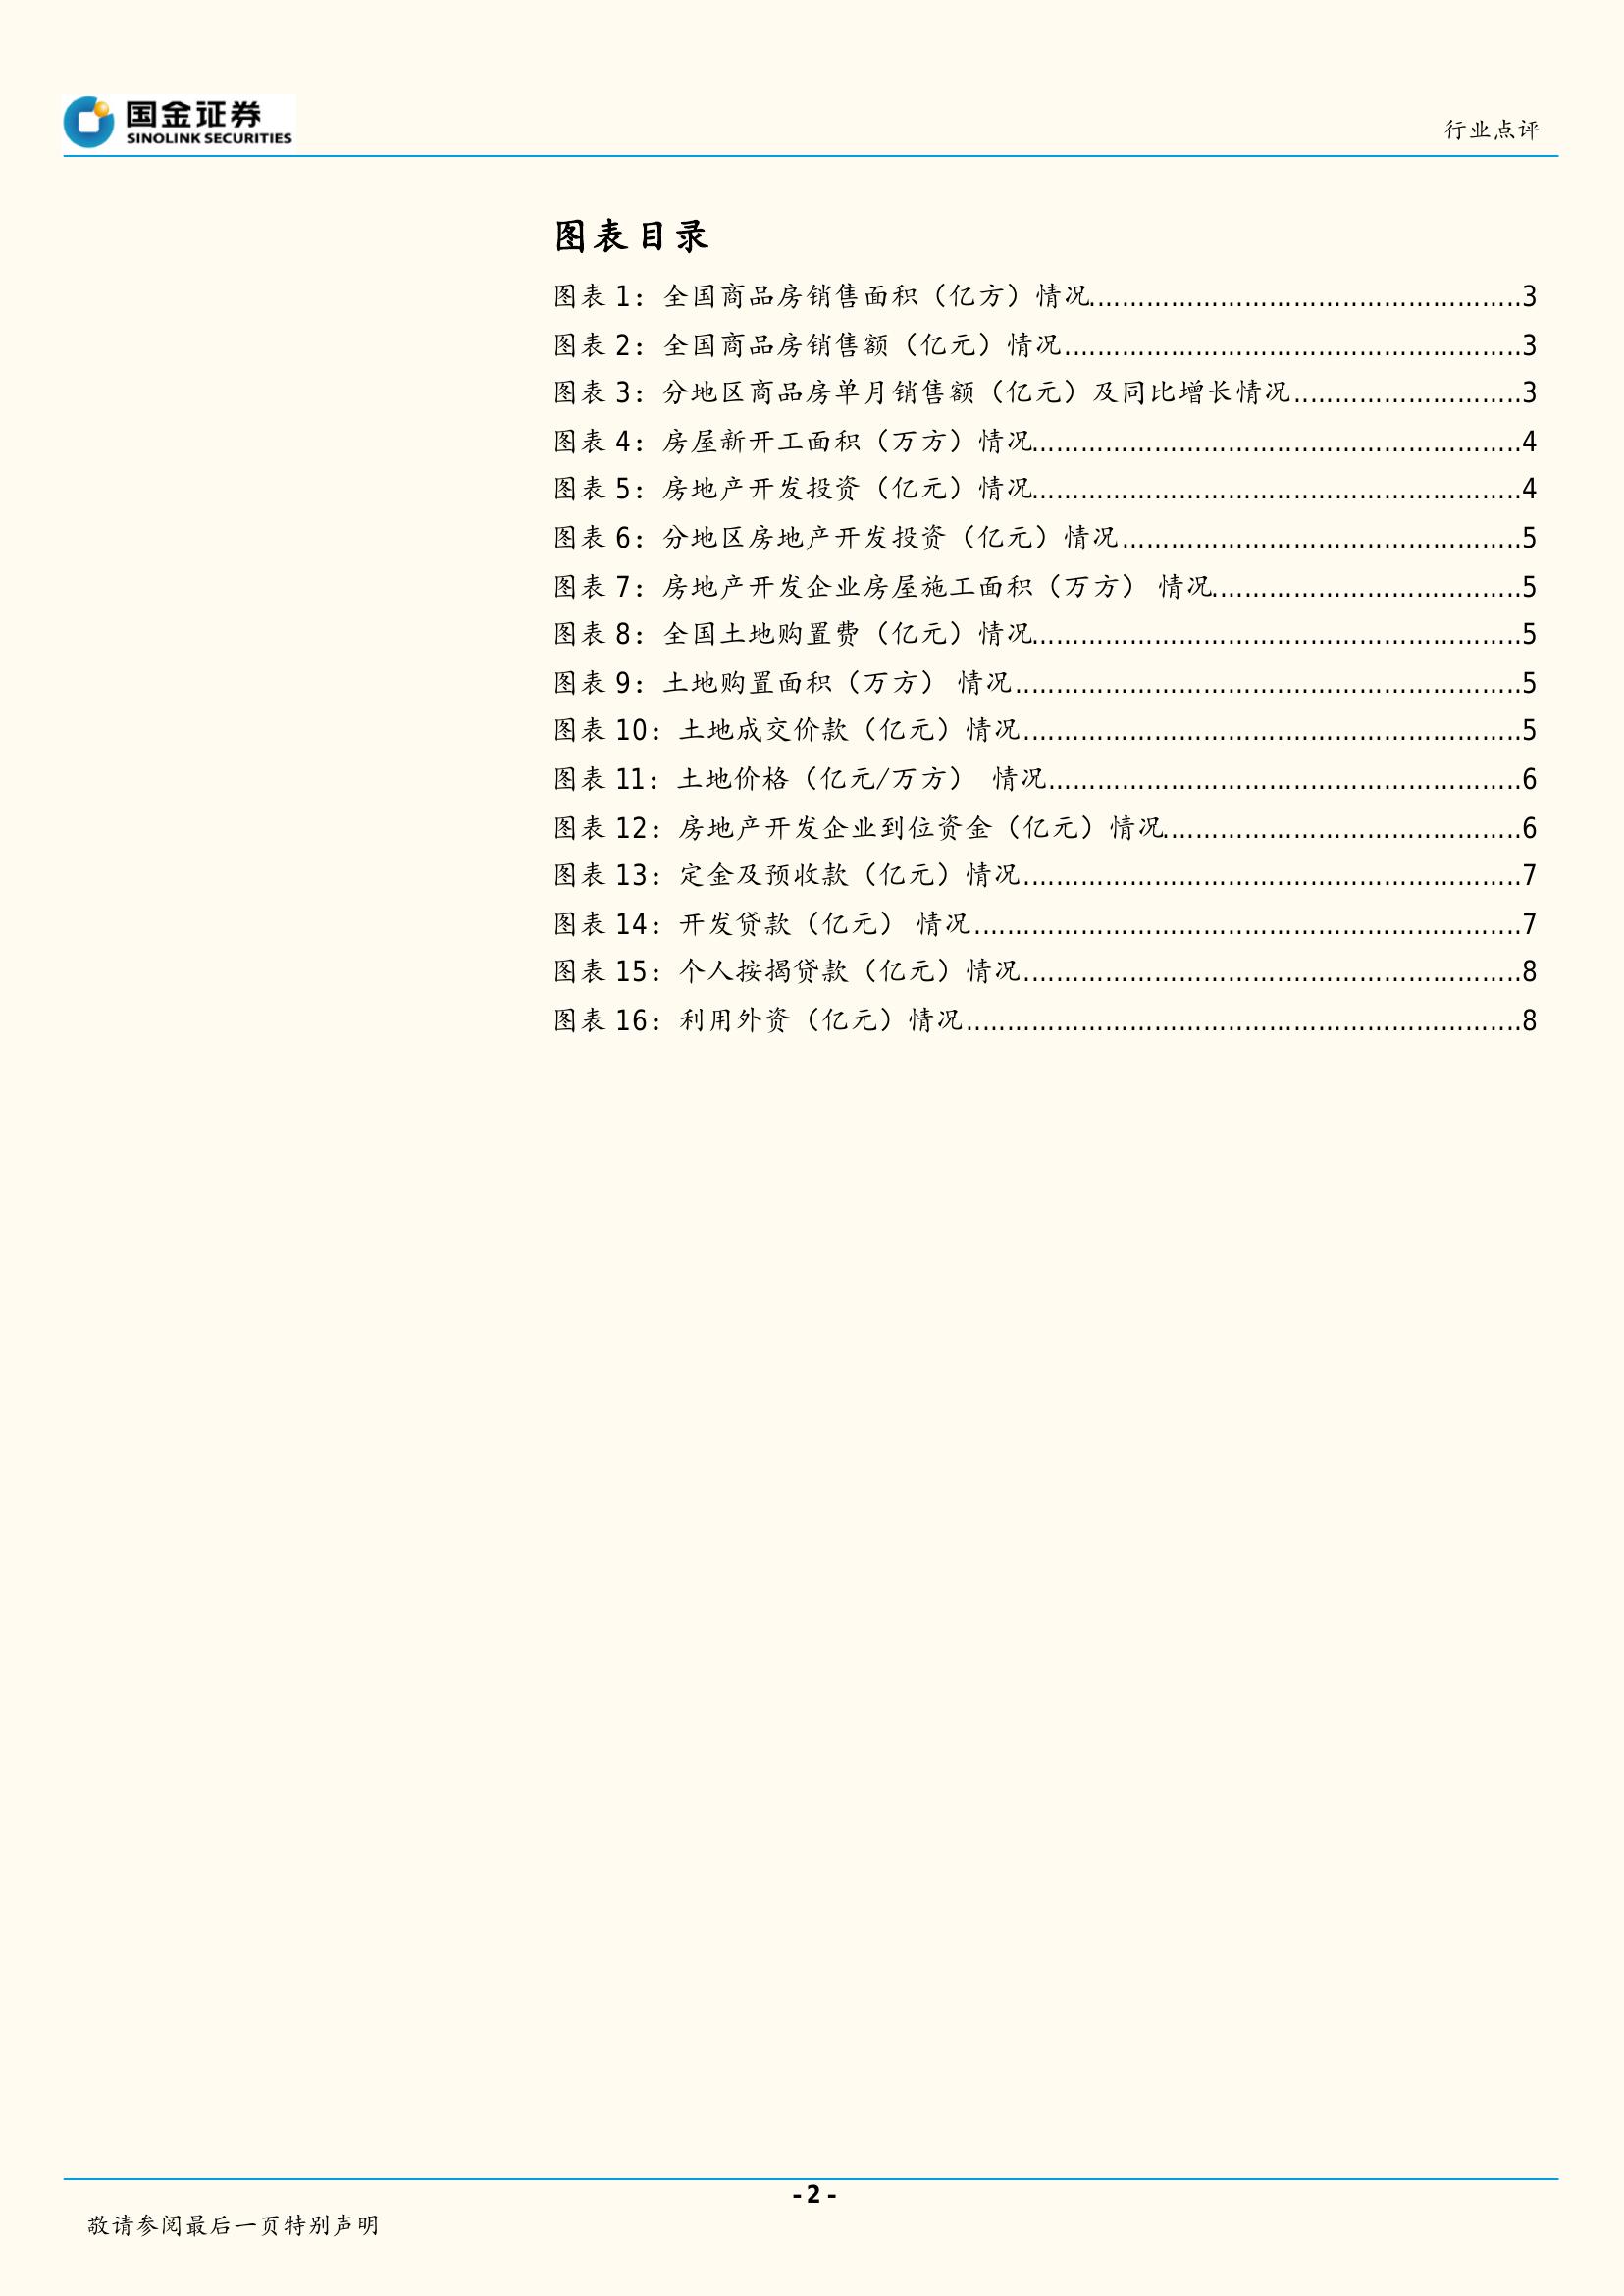 国金证券
SINOLINK SECURITIES
行业点评
图表目录
图表 1：全国商品房销售面积（亿方）情况....................................................3
图表 2：全国商品房销售额（亿元）情况.......................................................3
图表 3：分地区商品房单月销售额（亿元）及同比增长情况............................3
图表 4：房屋新开工面积（万方）情况...........................................................4
图表 5：房地产开发投资（亿元）情况...........................................................4
图表 6：分地区房地产开发投资（亿元）情况................................................5
图表 7：房地产开发企业房屋施工面积（万方） 情况.....................................5
图表 8：全国土地购置费（亿元）情况...........................................................5
图表 9：土地购置面积（万方） 情况.............................................................5
图表 10：土地成交价款（亿元）情况............................................................5
图表 11：土地价格（亿元/万方）  情况.........................................................6
图表 12：房地产开发企业到位资金（亿元）情况...........................................6
图表 13：定金及预收款（亿元）情况............................................................7
图表 14：开发贷款（亿元） 情况..................................................................7
图表 15：个人按揭贷款（亿元）情况............................................................8
图表 16：利用外资（亿元）情况...................................................................8
- 2 -
敬请参阅最后一页特别声明